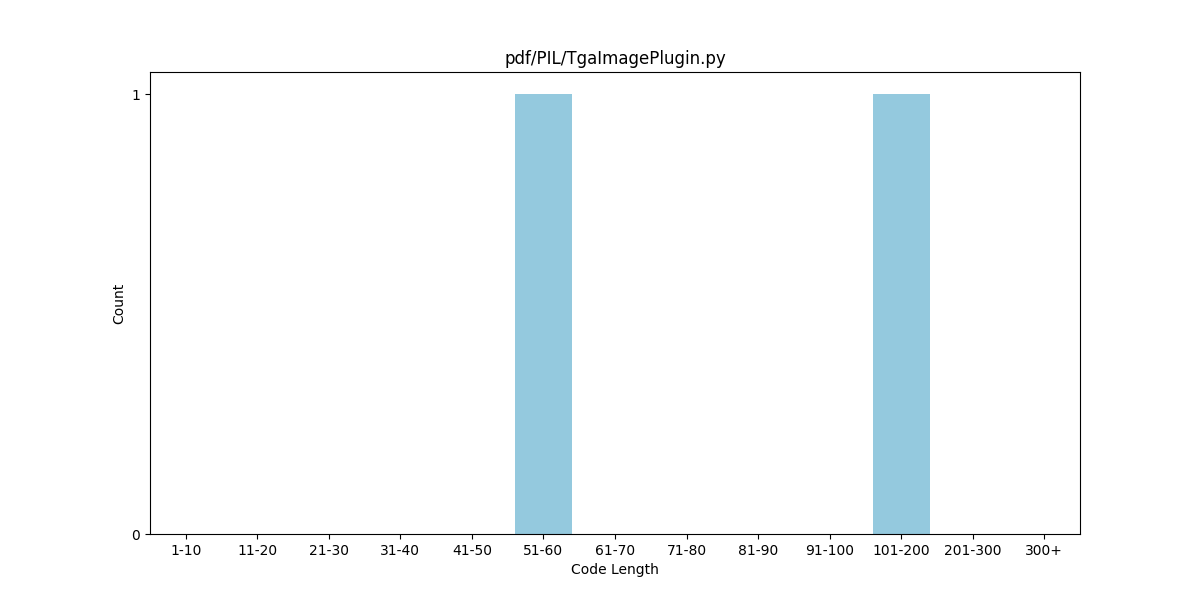 pdf/PIL/TgaImagePlugin.py
1
Count
0
1-10 11-20 21-30 31-40 41-50 51-60 61-70 71-80 81-90 91-100 101-200 201-300 300+
Code Length